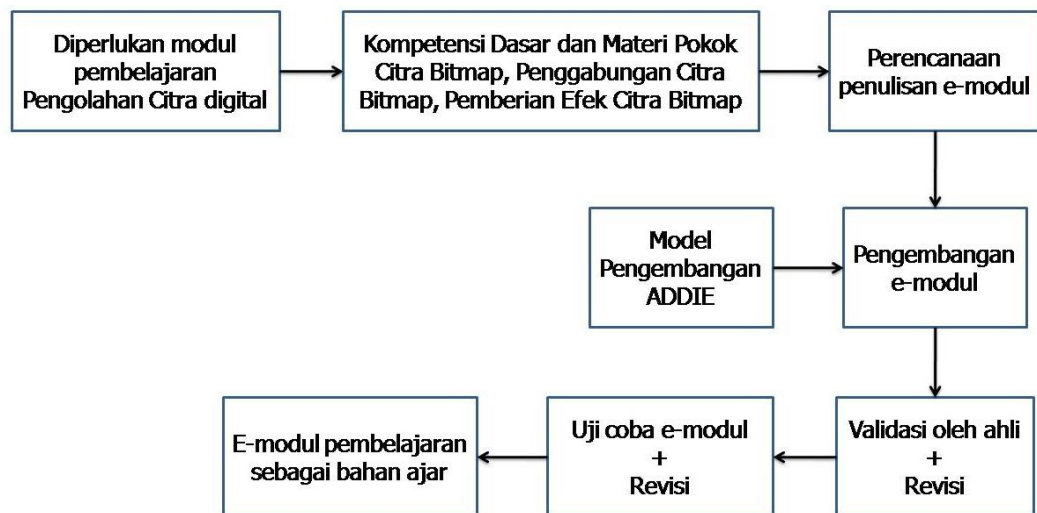 Diperlukan modul
pembelajaran
Pengolahan Citra digital
Kompetensi Dasar dan Materi Pokok
Citra Bitmap, Penggabungan Citra
Bitmap, Pemberian Efek Citra Bitmap
Perencanaan
penulisan e-modul
Model
Pengembangan
ADDIE
Pengembangan
e-modul
Validasi oleh ahli
+
Revisi
Uji coba e-modul
+
Revisi
E-modul pembelajaran
sebagai bahan ajar